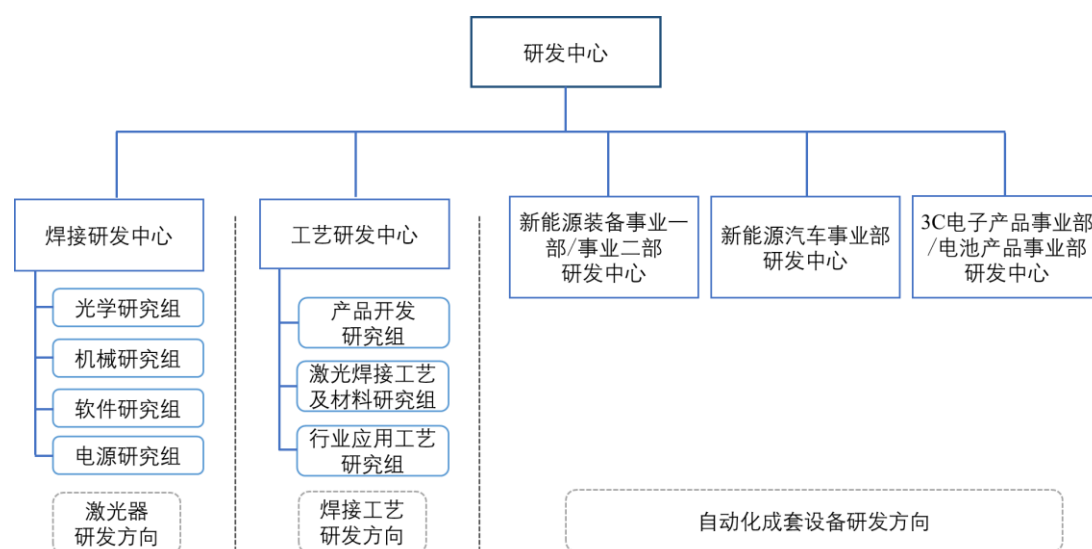 研发中心
焊接研发中心
工艺研发中心
新能源装备事业一
部/事业二部
研发中心
新能源汽车事业部
研发中心
3C电子产品事业部
/电池产品事业部
研发中心
光学研究组
机械研究组
软件研究组
电源研究组
产品开发
研究组
激光焊接工艺
及材料研究组
行业应用工艺
研究组
激光器
研发方向
焊接工艺
研发方向
自动化成套设备研发方向